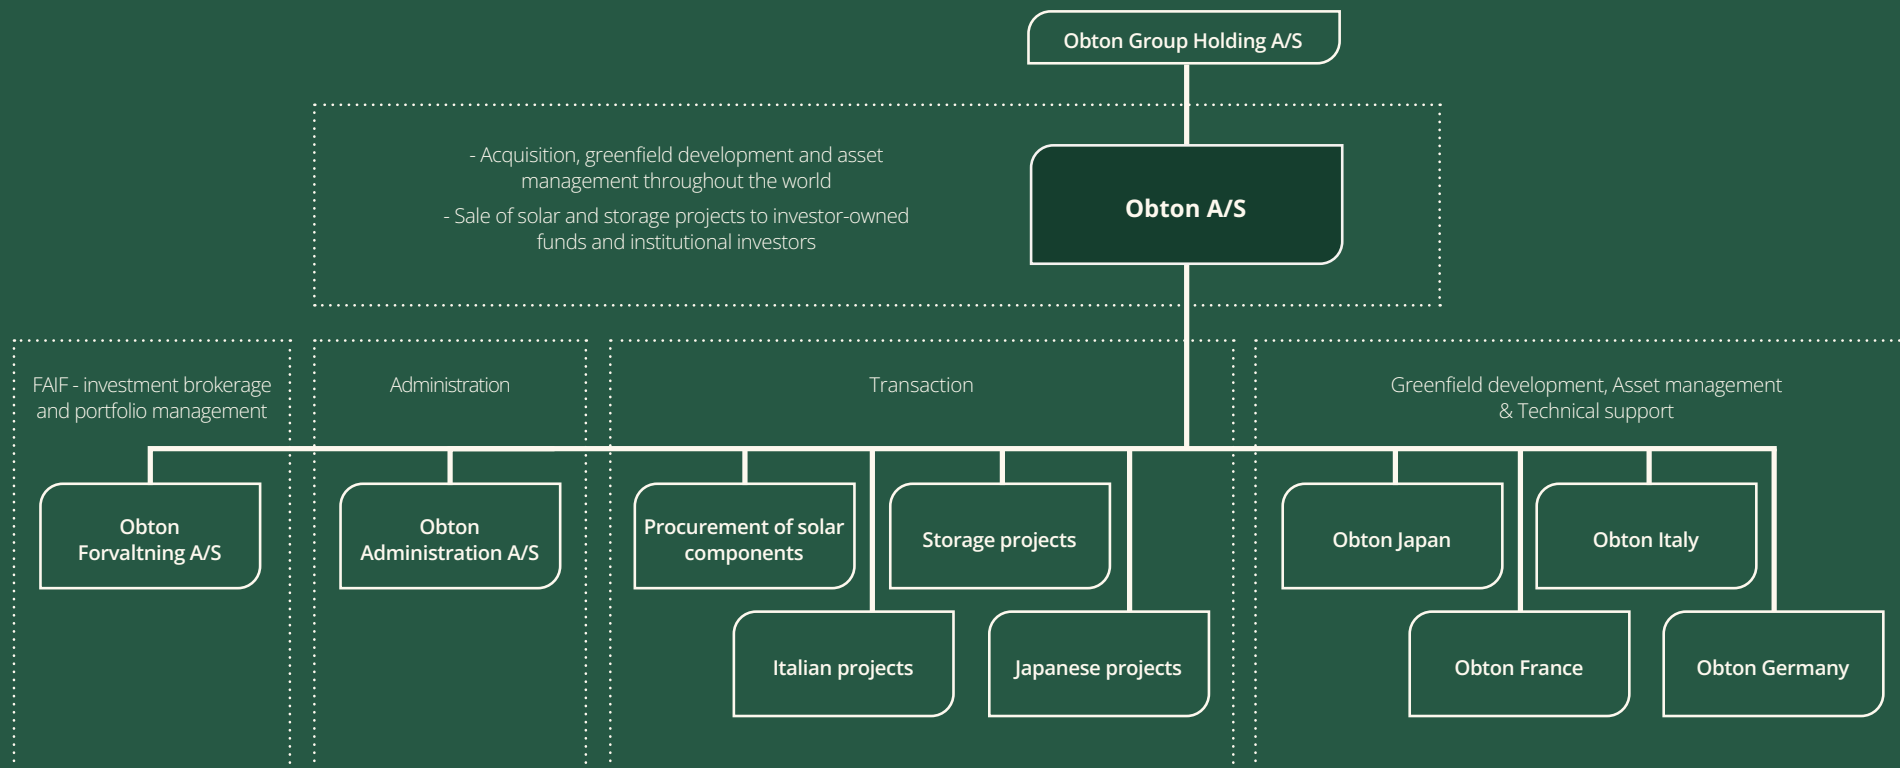 Obton Group Holding A/S
- Acquisition, greenfield development and asset
management throughout the world
- Sale of solar and storage projects to investor-owned
funds and institutional investors
Obton A/S
FAIF - investment brokerage
and portfolio management
Administration
Transaction
Greenfield development, Asset management
& Technical support
Obton
Forvaltning A/S
Obton
Administration A/S
Procurement of solar
components
Storage projects
Obton Japan
Obton Italy
Italian projects
Japanese projects
Obton France
Obton Germany